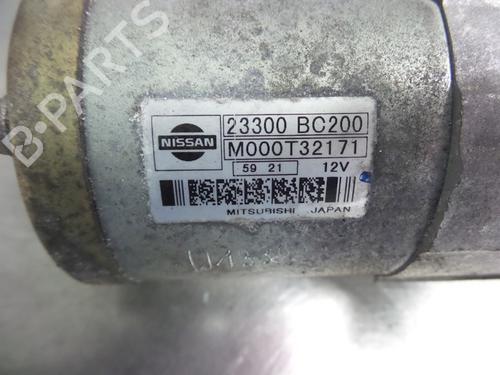 B-PARTS
NISSAN
23300 BC200
M000T32171
59 21 12V
MITSUBISHI JAPAN